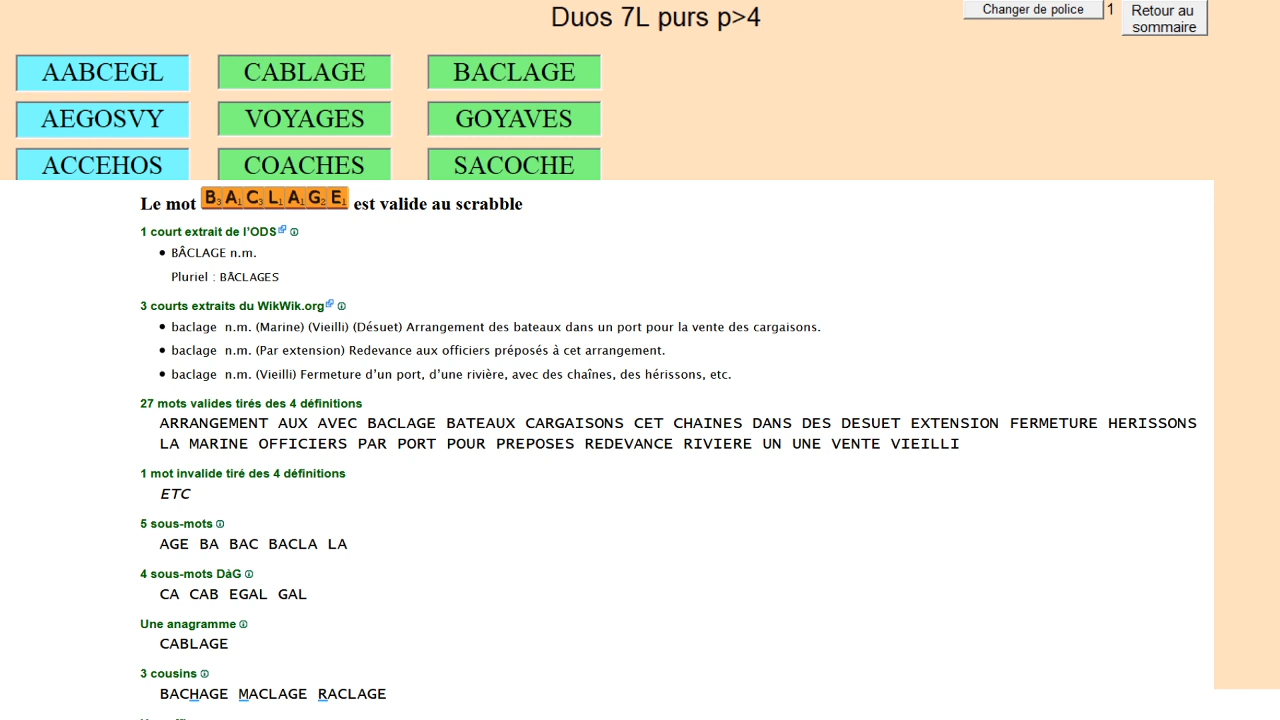 Duos 7L purs p>4
Changer de police 1 Retour au sommaire
AABCEGL CABLAGE BACLAGE
AEGOSVY VOYAGES GOYAVES
ACCEHOS COACHES SACOCHE
Le mot B3 A1 C3 L1 A1 G2 E1 est valide au scrabble
1 court extrait de l'ODS
• BÂCLAGE n.m.
Pluriel : BÂCLAGES
3 courts extraits du WikWik.org
• baclage n.m. (Marine) (Vieilli) (Désuet) Arrangement des bateaux dans un port pour la vente des cargaisons.
• baclage n.m. (Par extension) Redevance aux officiers préposés à cet arrangement.
• baclage n.m. (Vieilli) Fermeture d'un port, d'une rivière, avec des chaînes, des hérissons, etc.
27 mots valides tirés des 4 définitions
ARRANGEMENT AUX AVEC BACLAGE BATEAUX CARGAISONS CET CHAINES DANS DES DESUET EXTENSION FERMETURE HERISSONS
LA MARINE OFFICIERS PAR PORT POUR PREPOSES REDEVANCE RIVIERE UN UNE VENTE VIEILLI
1 mot invalide tiré des 4 définitions
ETC
5 sous-mots
AGE BA BAC BACLA LA
4 sous-mots DàG
CA CAB EGAL GAL
Une anagramme
CABLAGE
3 cousins
BACHAGE MACLAGE RACLAGE